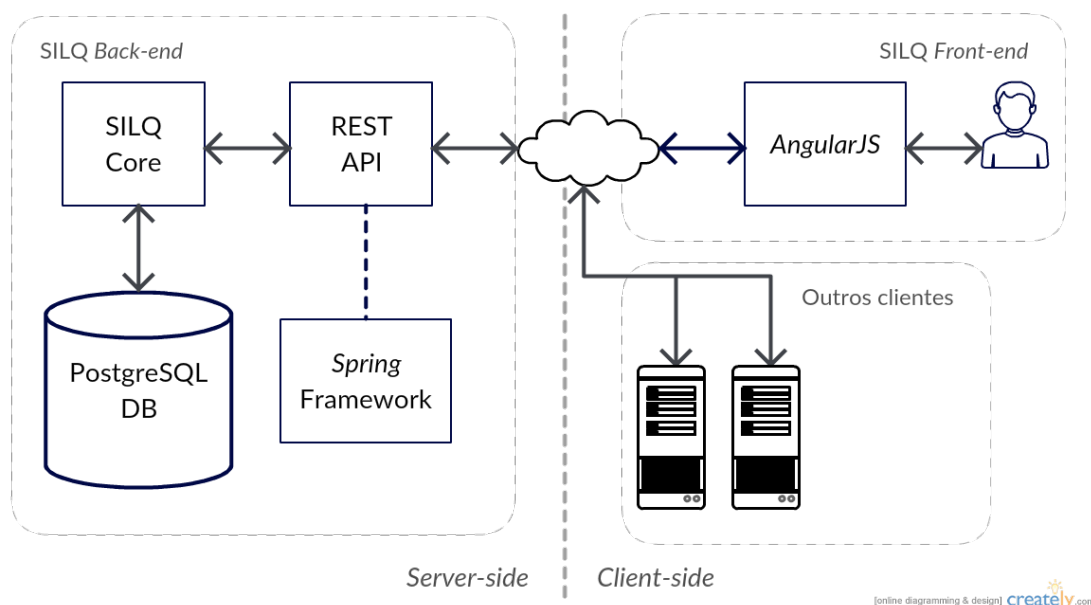 SILQ Back-end
SILQ
Core
REST
API
PostgreSQL
DB
Spring
Framework
SILQ Front-end
AngularJS
Outros clientes
Server-side
Client-side
[online diagramming & design] creately.com